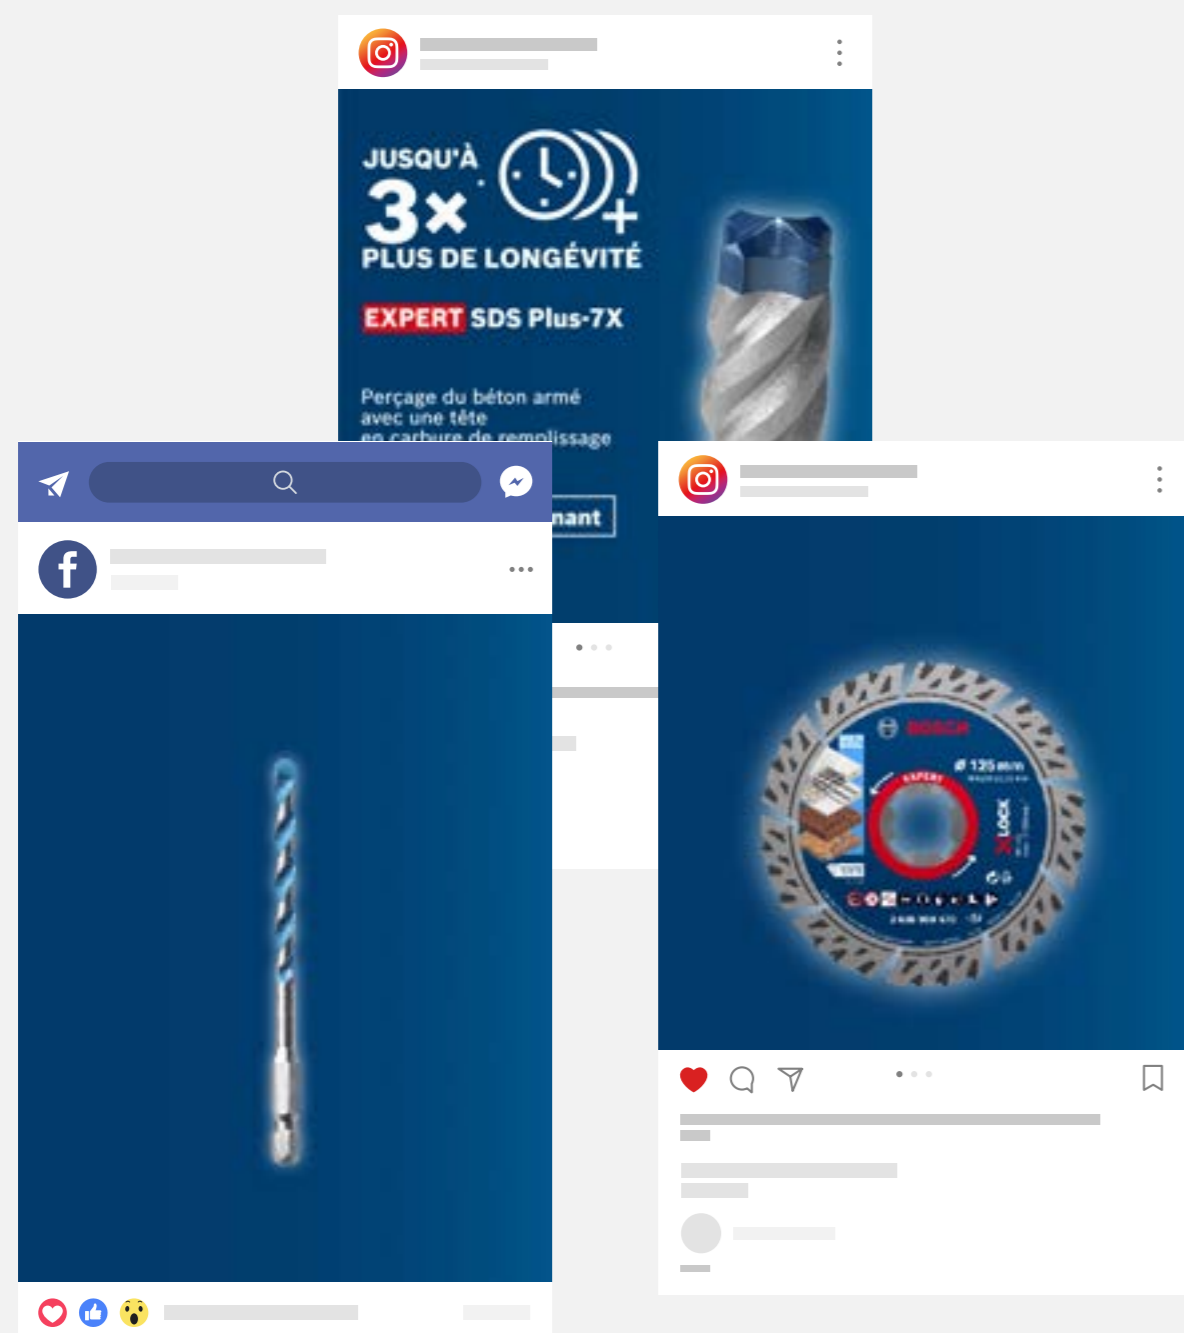 JUSQU'À
3×
PLUS DE LONGÉVITÉ
EXPERT SDS Plus-7X
Perçage du béton armé
avec une tête
en carbure de remplissage
nant
BOSCH
Ø 125 mm
EXPERT
X LOCK